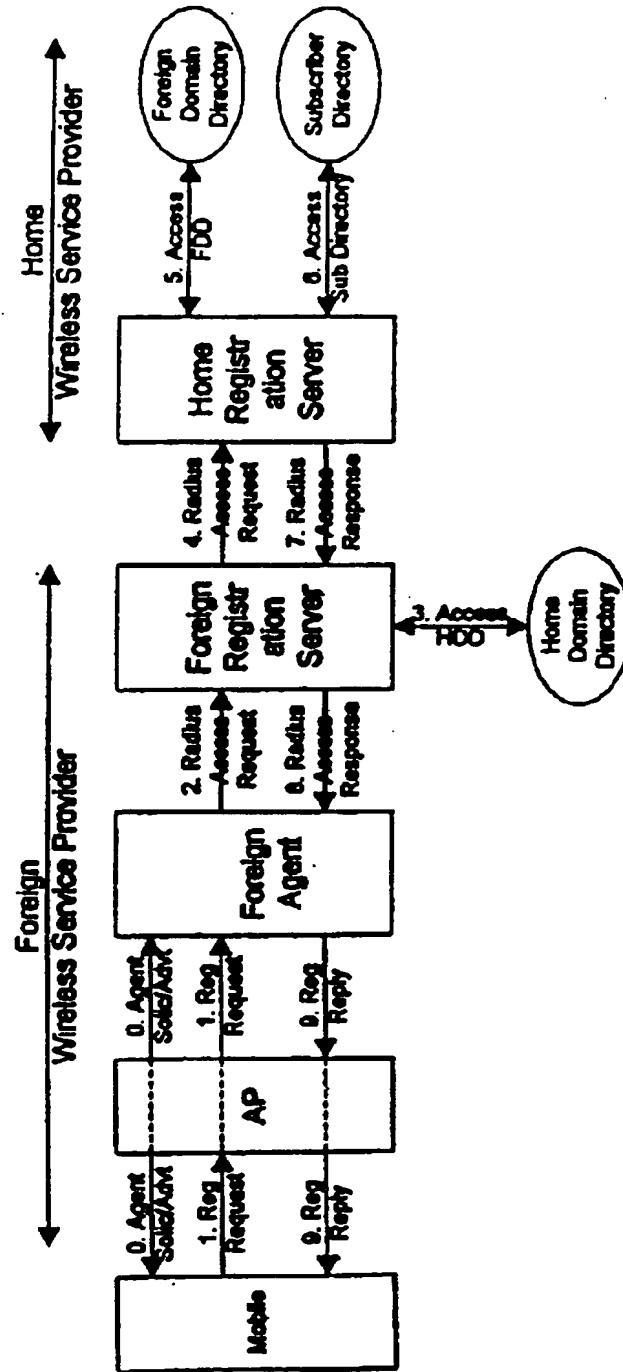 Foreign
Wireless Service Provider
Home
Wireless Service Provider
Mobile
0. Agent
Solic/Advt
1. Reg
Request
9. Reg
Reply
AP
0. Agent
Solic/Advt
1. Reg
Request
9. Reg
Reply
Foreign
Agent
2. Radius
Access
Request
8. Radius
Access
Response
Foreign
Registr
ation
Server
3. Access
Home
Domain
Directory
4. Radius
Access
Request
7. Radius
Access
Response
Home
Registr
ation
Server
5. Access
FDD
6. Access
Sub Directory
Foreign
Domain
Directory
Subscriber
Directory